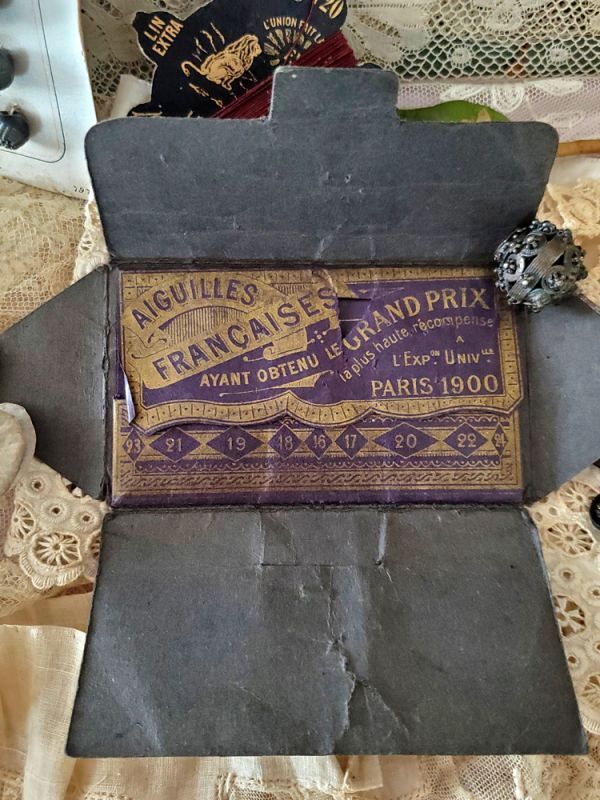 LIN
EXTRA
L'UNION FAIT L
20
AIGUILLES
FRANÇAISES
AYANT OBTENU LE GRAND PRIX
la plus haute récompense
A
L'EXPON UNIVLLE
PARIS 1900
23 21 19 18 16 17 20 22 24